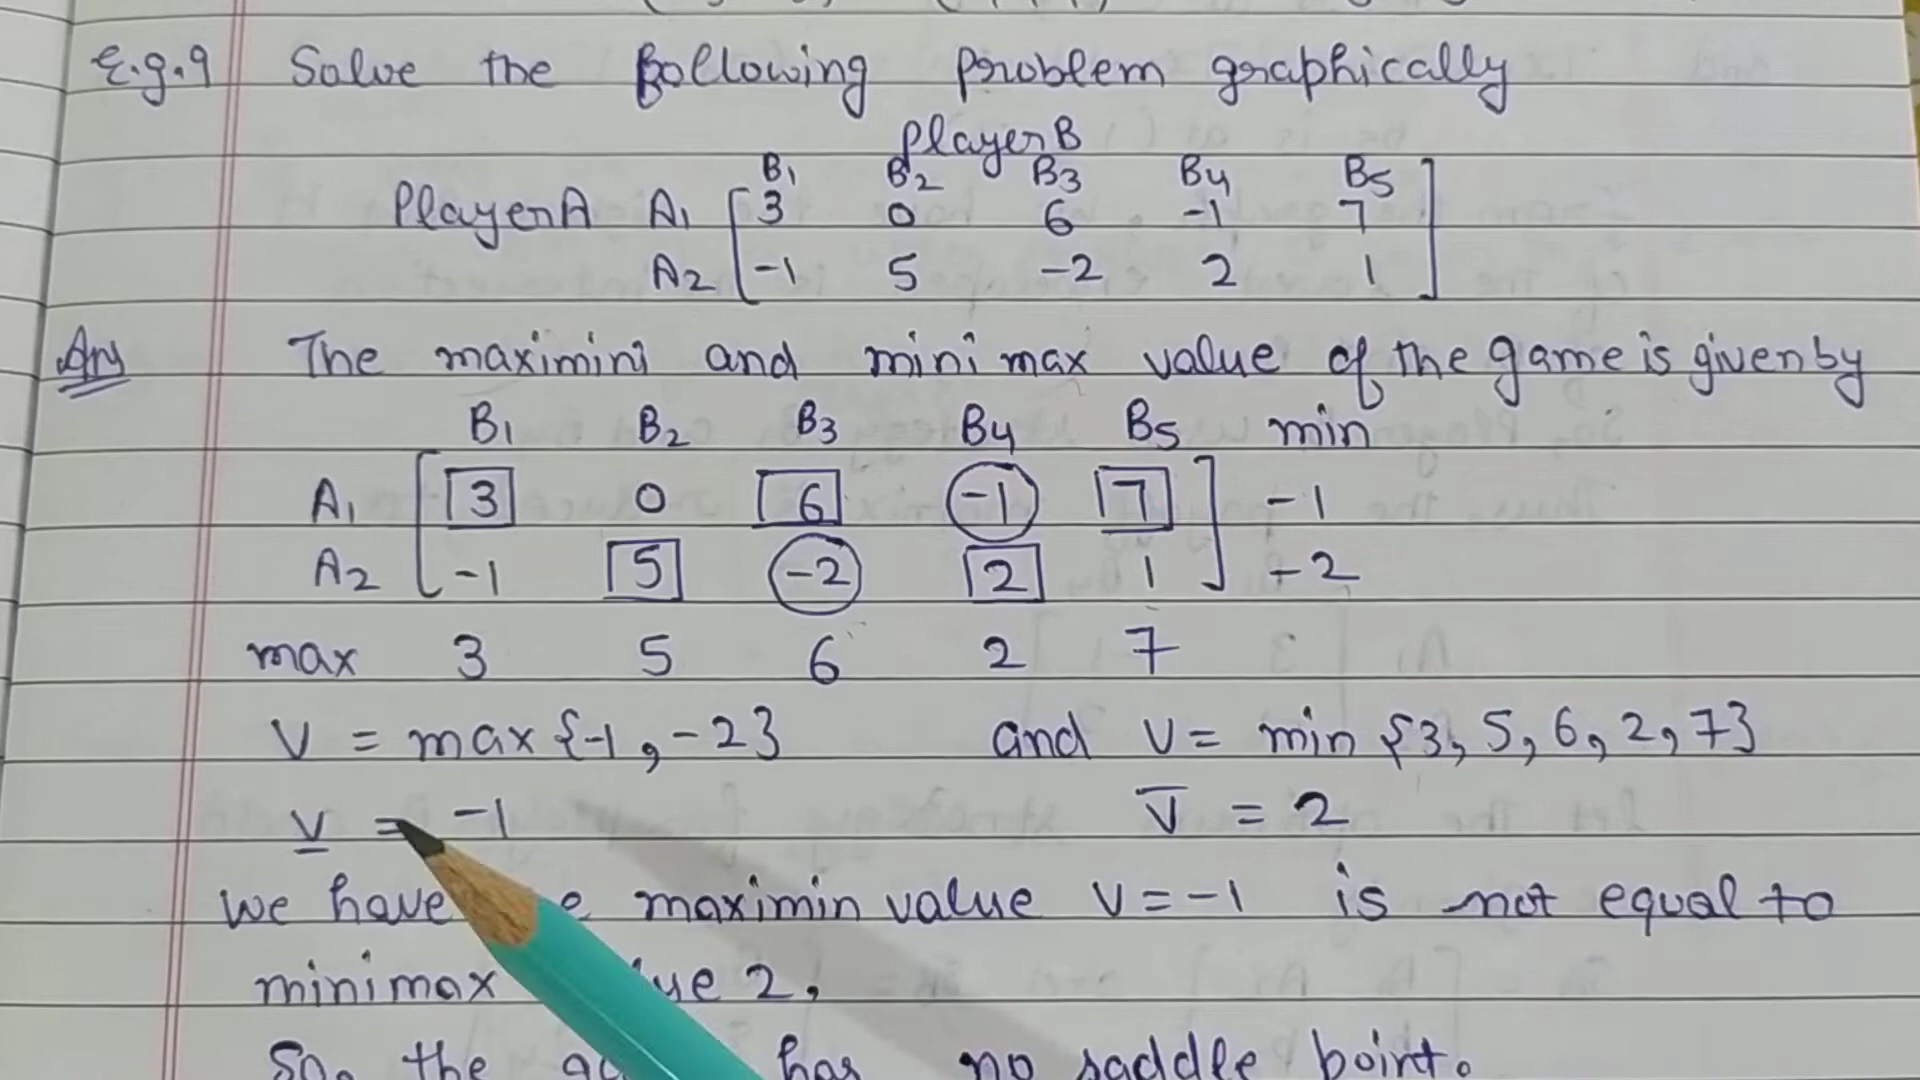 E.g.9 Solve the following problem graphically
Player B
B1 B2 B3 B4 B5
Player A A1 [ 3 0 6 -1 7 ]
A2 [ -1 5 -2 2 1 ]
Ans The maximini and minimax value of the game is given by
B1 B2 B3 B4 B5 min
A1 [ 3 0 6 -1 7 ] -1
A2 [ -1 5 -2 2 1 ] -2
max 3 5 6 2 7
V = max {-1, -2} and V = min {3, 5, 6, 2, 7}
V = -1 V̅ = 2
we have maximin value V = -1 is not equal to
minimax 2.
So, the has no saddle point.